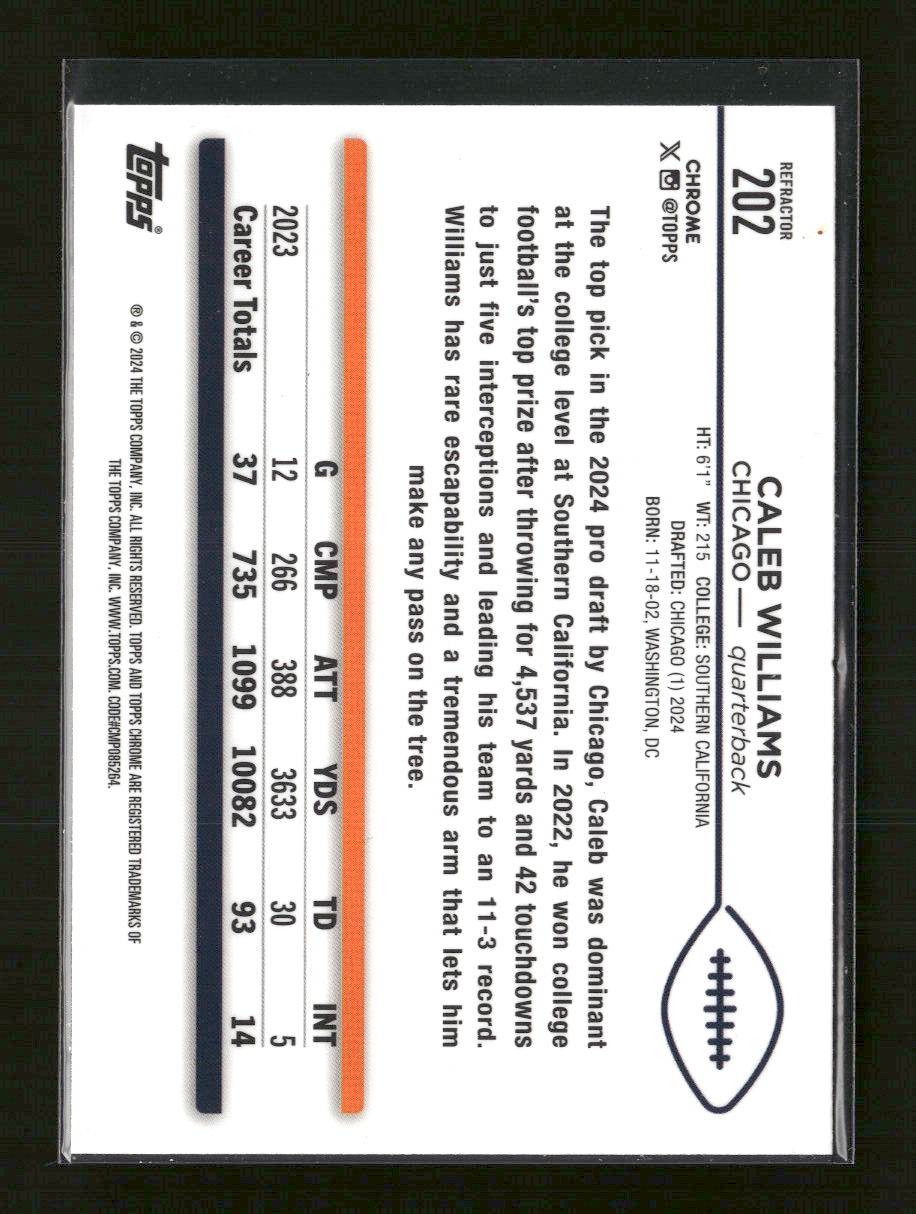 REFRACTOR
202
CALEB WILLIAMS
CHICAGO — quarterback
CHROME
X @TOPPS
HT: 6'1" WT: 215 COLLEGE: SOUTHERN CALIFORNIA
DRAFTED: CHICAGO (1) 2024
BORN: 11-18-02, WASHINGTON, DC
The top pick in the 2024 pro draft by Chicago, Caleb was dominant
at the college level at Southern California. In 2022, he won college
football's top prize after throwing for 4,537 yards and 42 touchdowns
to just five interceptions and leading his team to an 11-3 record.
Williams has rare escapability and a tremendous arm that lets him
make any pass on the tree.
G CMP ATT YDS TD INT
2023 12 266 388 3633 30 5
Career Totals 37 735 1099 10082 93 14
topps®
® & © 2024 THE TOPPS COMPANY, INC. ALL RIGHTS RESERVED. TOPPS AND TOPPS CHROME ARE REGISTERED TRADEMARKS OF
THE TOPPS COMPANY, INC. WWW.TOPPS.COM. CODE#CMP085264.